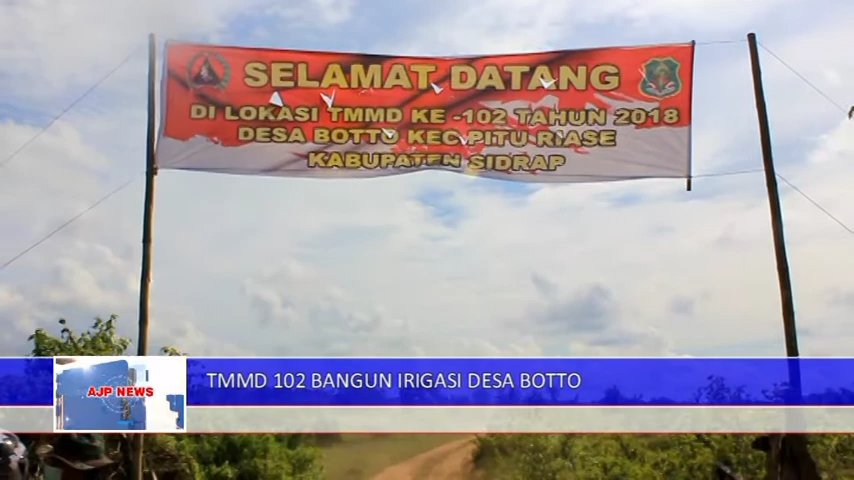 SELAMAT DATANG
DI LOKASI TMMD KE -102 TAHUN 2018
DESA BOTTO KEC PITU RIASE
KABUPATEN SIDRAP
TMMD 102 BANGUN IRIGASI DESA BOTTO
AJP NEWS